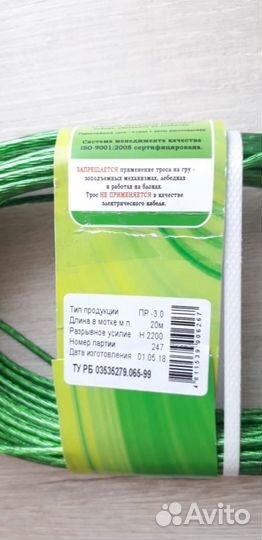 Система менеджмента качества
ISO 9001:2008 сертифицирована.
ЗАПРЕЩАЕТСЯ применение троса на гру -
зоподъемных механизмах, лебедках
и работах на блоках.
Трос НЕ ПРИМЕНЯЕТСЯ в качестве
электрического кабеля.
Тип продукции ПР -3.0
Длина в мотке м.п. 20м
Разрывное усилие Н 2200
Номер партии 247
Дата изготовления 01.05.18
ТУ РБ 03535279.065-99
Avito